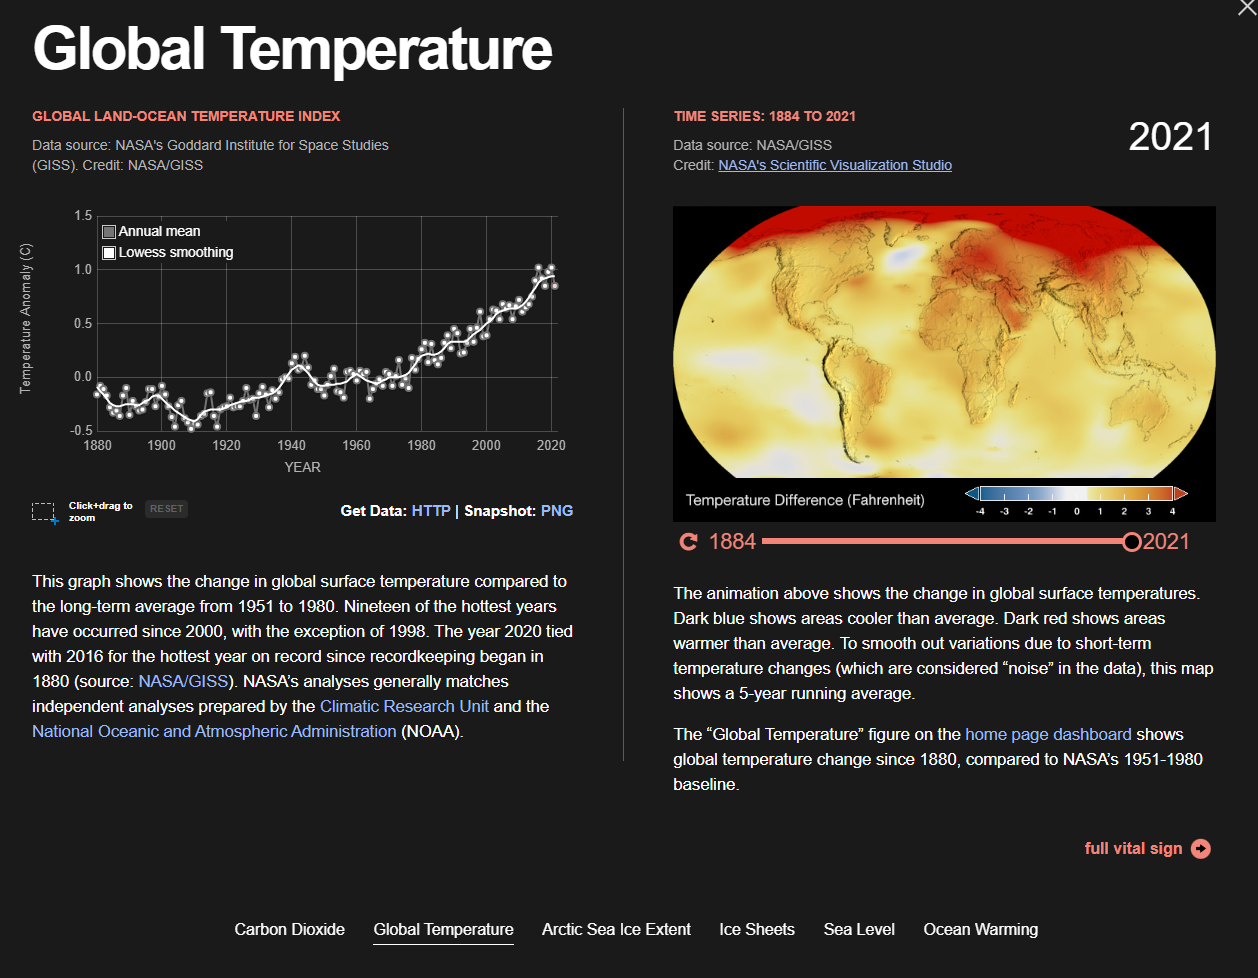 Global Temperature
GLOBAL LAND-OCEAN TEMPERATURE INDEX
Data source: NASA's Goddard Institute for Space Studies
(GISS). Credit: NASA/GISS
Temperature Anomaly (C)
1.5
1.0
0.5
0.0
-0.5
Annual mean
Lowess smoothing
1880
1900
1920
1940
1960
1980
2000
2020
YEAR
Click+drag to
zoom
RESET
Get Data: HTTP | Snapshot: PNG
This graph shows the change in global surface temperature compared to
the long-term average from 1951 to 1980. Nineteen of the hottest years
have occurred since 2000, with the exception of 1998. The year 2020 tied
with 2016 for the hottest year on record since recordkeeping began in
1880 (source: NASA/GISS). NASA’s analyses generally matches
independent analyses prepared by the Climatic Research Unit and the
National Oceanic and Atmospheric Administration (NOAA).
TIME SERIES: 1884 TO 2021
Data source: NASA/GISS
Credit: NASA's Scientific Visualization Studio
2021
Temperature Difference (Fahrenheit)
-4 -3 -2 -1 0 1 2 3 4
1884
2021
The animation above shows the change in global surface temperatures.
Dark blue shows areas cooler than average. Dark red shows areas
warmer than average. To smooth out variations due to short-term
temperature changes (which are considered “noise” in the data), this map
shows a 5-year running average.
The “Global Temperature” figure on the home page dashboard shows
global temperature change since 1880, compared to NASA’s 1951-1980
baseline.
full vital sign
Carbon Dioxide
Global Temperature
Arctic Sea Ice Extent
Ice Sheets
Sea Level
Ocean Warming